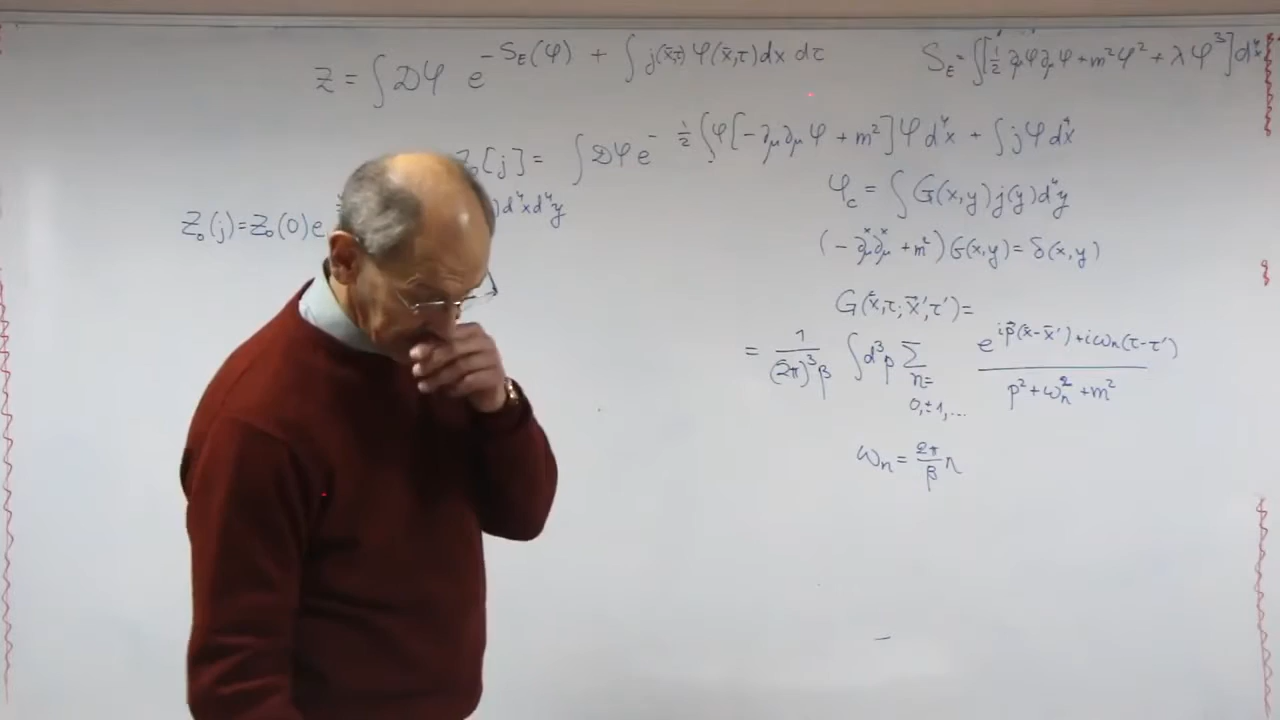 Z = ∫ Dφ e^{-S_E(φ) + ∫ j(x̄,τ) φ(x̄,τ) dx dτ}
S_E = ∫[½ ∂_μφ ∂_μφ + m²φ² + λφ³] d⁴x
Z₀[j] = ∫ Dφ e^{-½ ∫ φ[-∂_μ∂_μφ + m²]φ d⁴x + ∫ jφ d⁴x}
φ_c = ∫ G(x,y) j(y) d⁴y
Z₀(j) = Z₀(0) e ) d⁴x d⁴y
(-∂_μ^x ∂_μ^x + m²) G(x,y) = δ(x,y)
G(x̄,τ; x̄′,τ′) =
= 1/((2π)³β) ∫ d³p Σ_{n=0,±1,...} e^{ip̄(x̄-x̄′) + iω_n(τ-τ′)}/(p² + ω_n² + m²)
ω_n = (2π/β) n